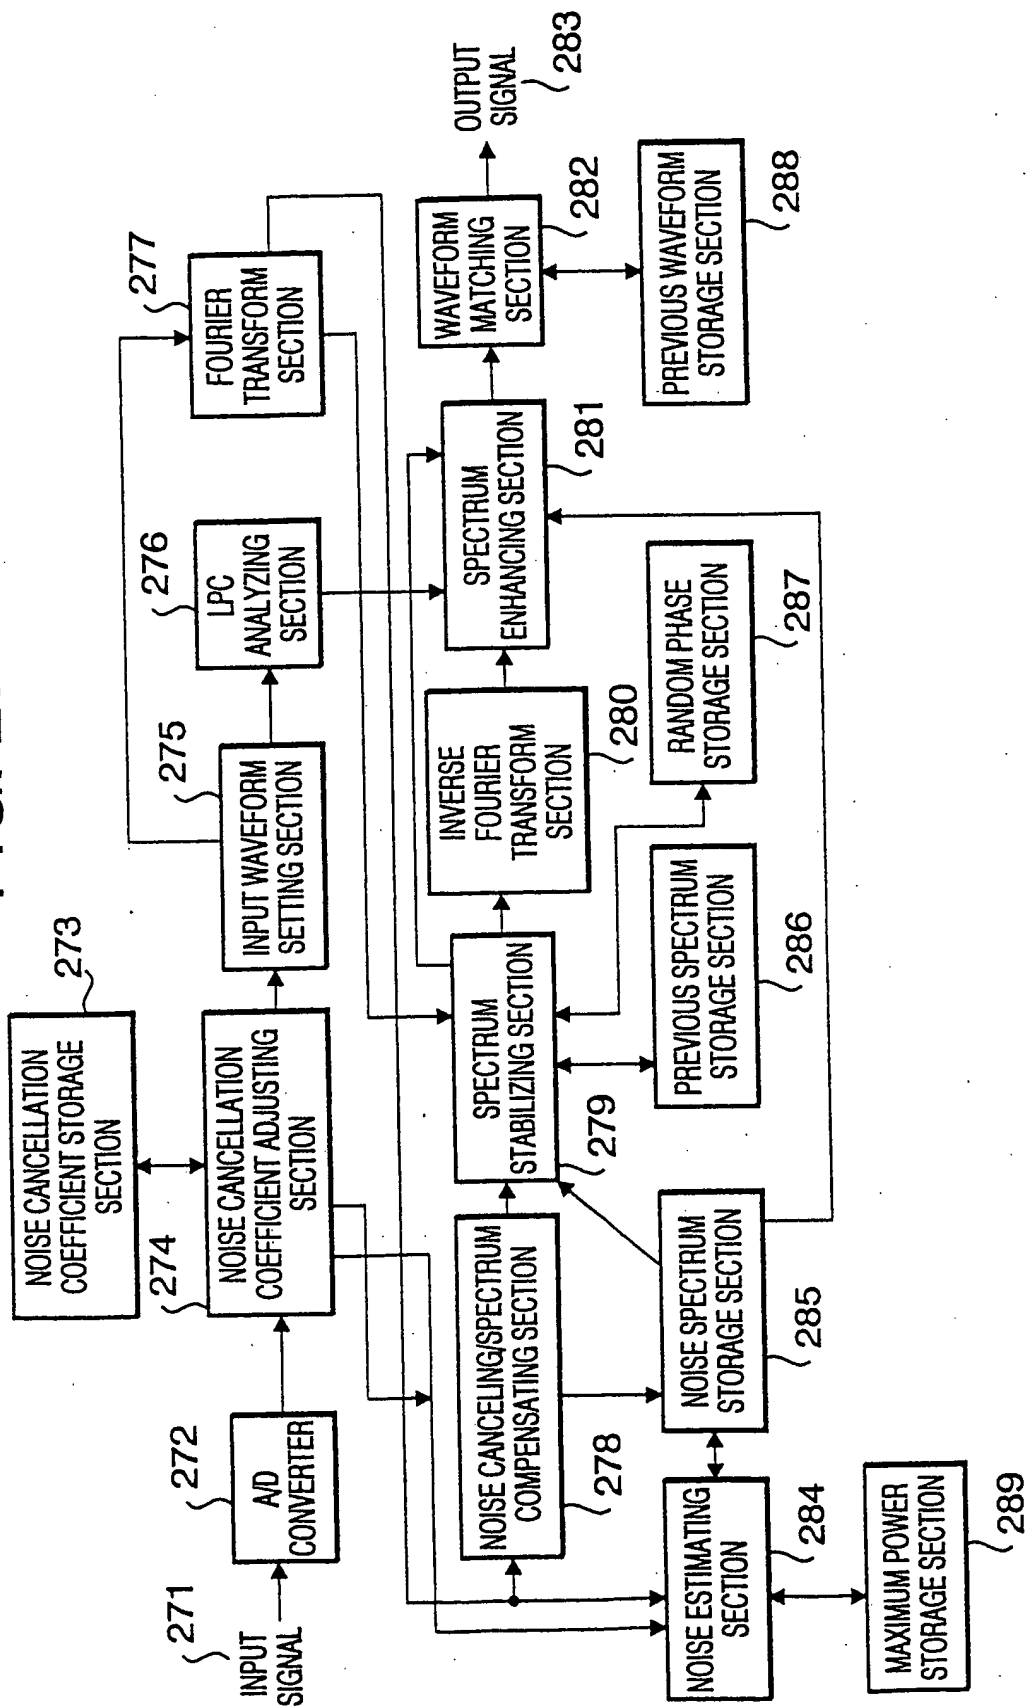 NOISE CANCELLATION
COEFFICIENT STORAGE
SECTION
273
274
NOISE CANCELLATION
COEFFICIENT ADJUSTING
SECTION
271
INPUT
SIGNAL
272
A/D
CONVERTER
275
INPUT WAVEFORM
SETTING SECTION
276
LPC
ANALYZING
SECTION
277
FOURIER
TRANSFORM
SECTION
NOISE CANCELING/SPECTRUM
COMPENSATING SECTION
278
SPECTRUM
STABILIZING SECTION
279
INVERSE
FOURIER
TRANSFORM
SECTION
280
SPECTRUM
ENHANCING SECTION
281
WAVEFORM
MATCHING
SECTION
282
OUTPUT
SIGNAL
283
NOISE ESTIMATING
SECTION
284
NOISE SPECTRUM
STORAGE SECTION
285
PREVIOUS SPECTRUM
STORAGE SECTION
286
RANDOM PHASE
STORAGE SECTION
287
PREVIOUS WAVEFORM
STORAGE SECTION
288
MAXIMUM POWER
STORAGE SECTION
289